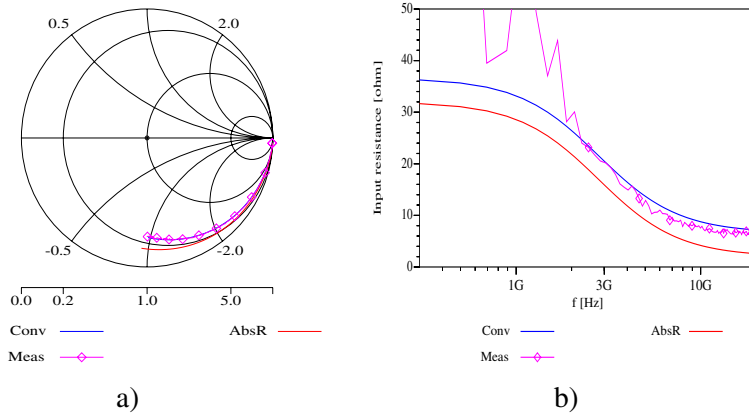 0.5
2.0
-0.5
-2.0
0.0 0.2 1.0 5.0
Conv
AbsR
Meas
a)
Input resistance [ohm]
50
40
30
20
10
0
1G 3G 10G
f [Hz]
Conv
AbsR
Meas
b)